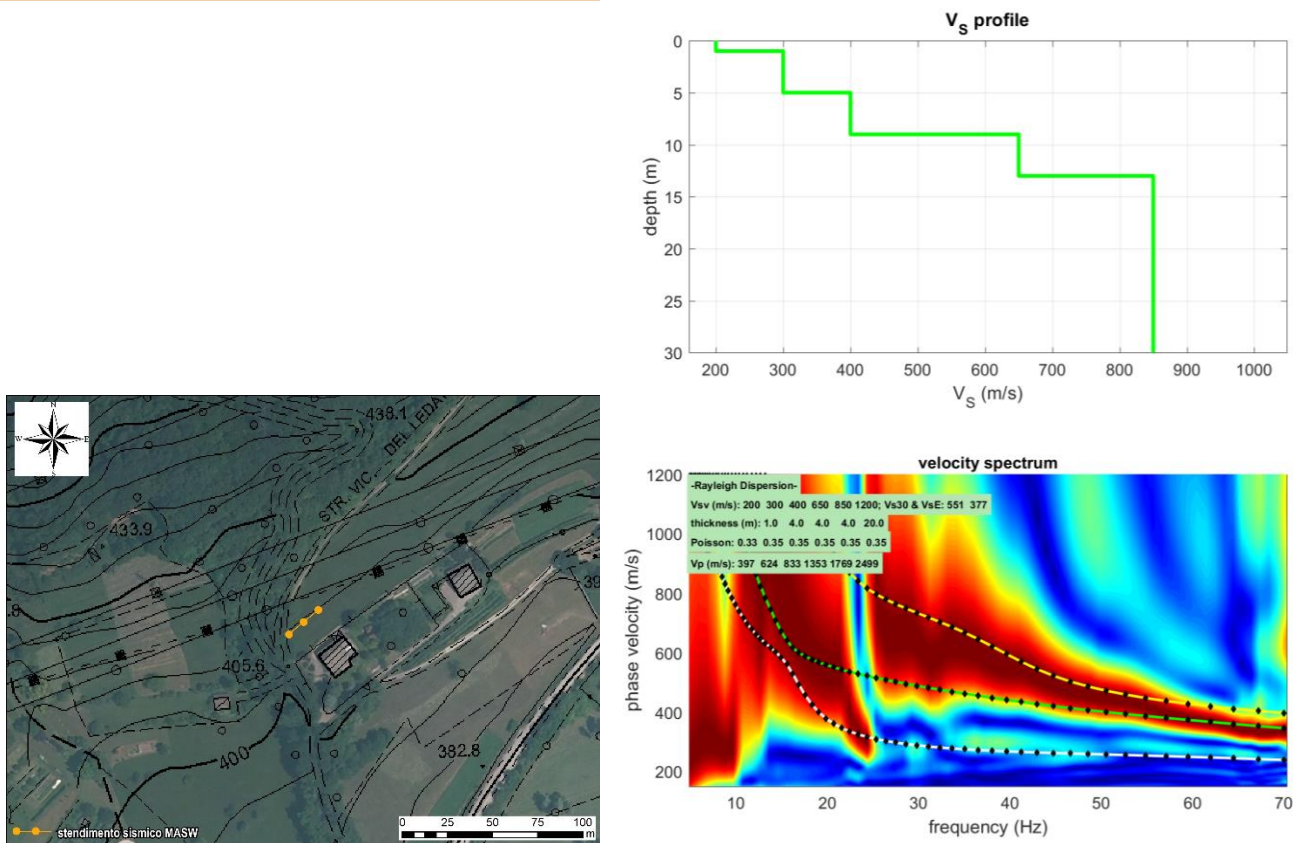 V_S profile
0
5
10
15
20
25
30
depth (m)
200 300 400 500 600 700 800 900 1000
V_S (m/s)
N
W E
S
438.1
STR. VIC. DEI LEDA
433.9
405.6
400
382.8
stendimento sismico MASW
0 25 50 75 100
m
velocity spectrum
1200
1000
800
600
400
200
phase velocity (m/s)
-Rayleigh Dispersion-
Vsv (m/s): 200 300 400 650 850 1200; Vs30 & VsE: 551 377
thickness (m): 1.0 4.0 4.0 4.0 20.0
Poisson: 0.33 0.35 0.35 0.35 0.35 0.35
Vp (m/s): 397 624 833 1353 1769 2499
10 20 30 40 50 60 70
frequency (Hz)